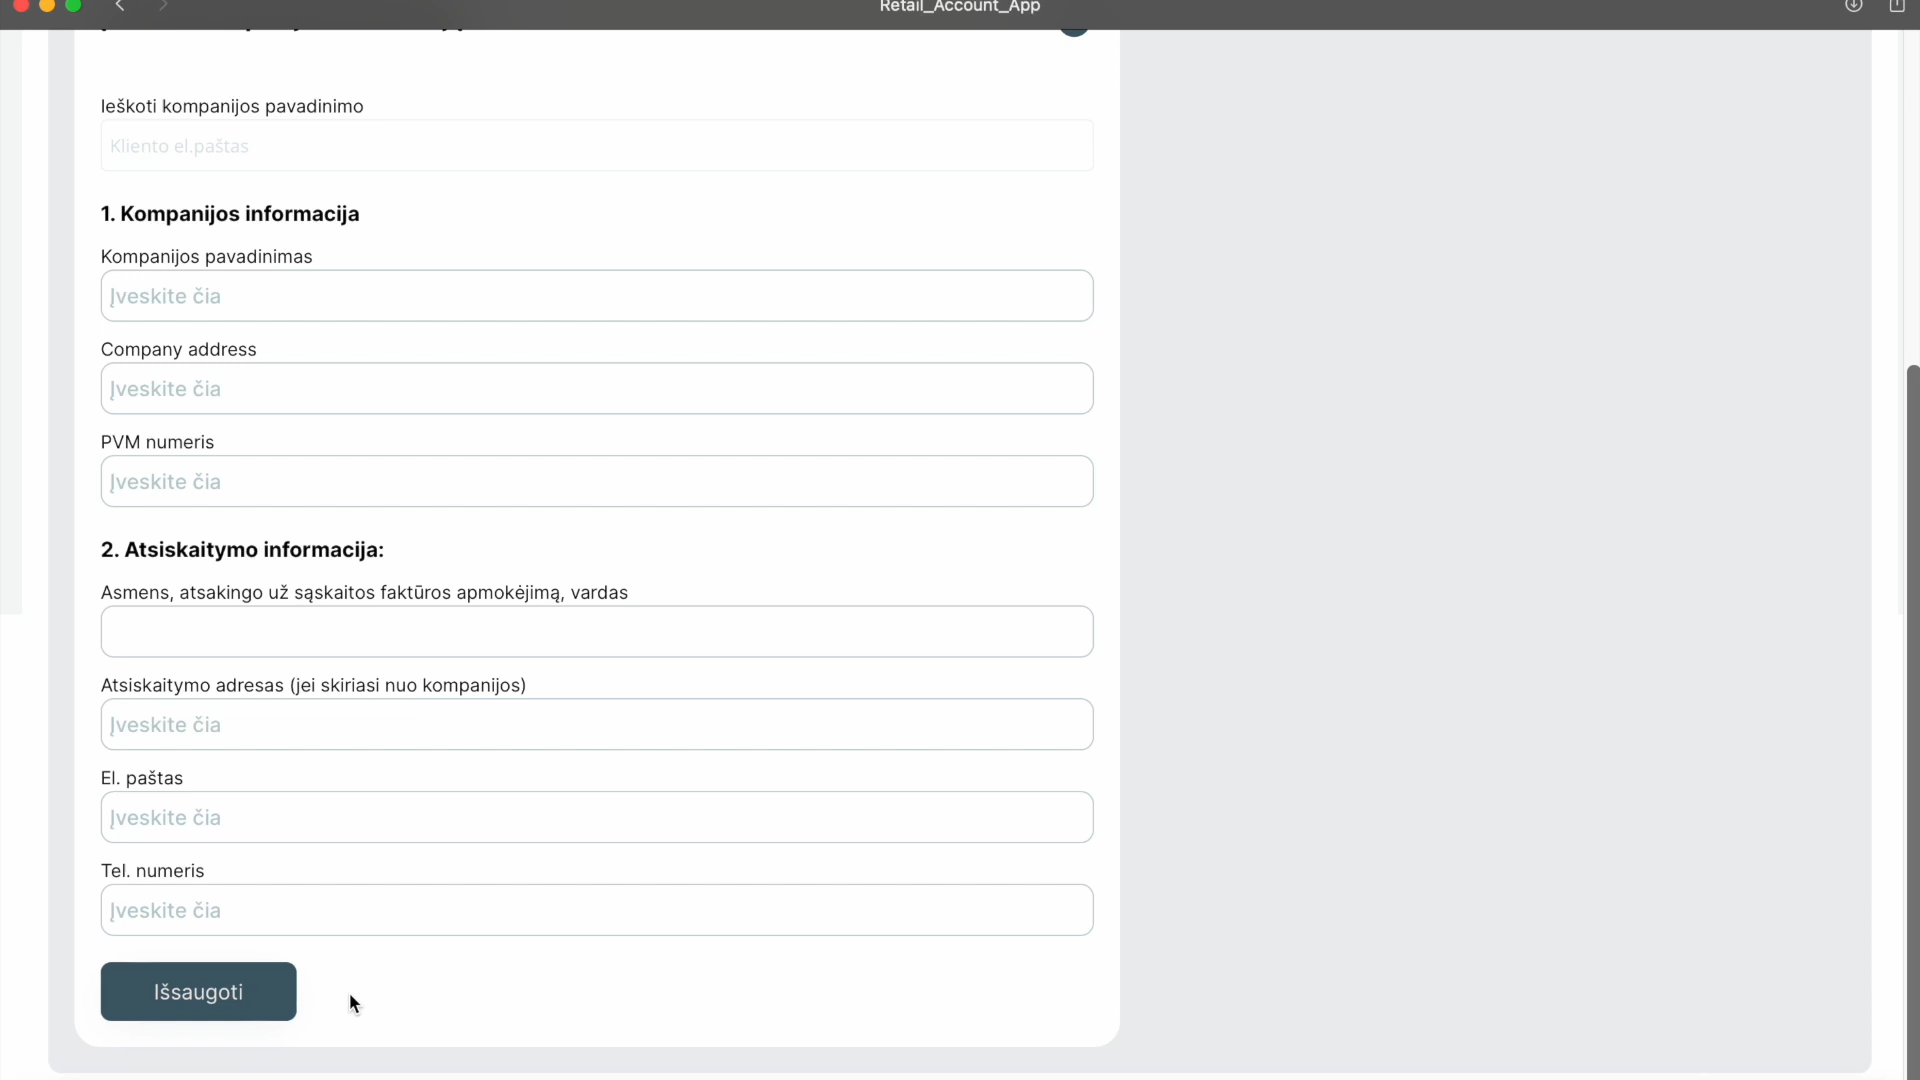 Retail_Account_App
Ieškoti kompanijos pavadinimo
Kliento el.paštas
1. Kompanijos informacija
Kompanijos pavadinimas
Įveskite čia
Company address
Įveskite čia
PVM numeris
Įveskite čia
2. Atsiskaitymo informacija:
Asmens, atsakingo už sąskaitos faktūros apmokėjimą, vardas
Atsiskaitymo adresas (jei skiriasi nuo kompanijos)
Įveskite čia
El. paštas
Įveskite čia
Tel. numeris
Įveskite čia
Išsaugoti